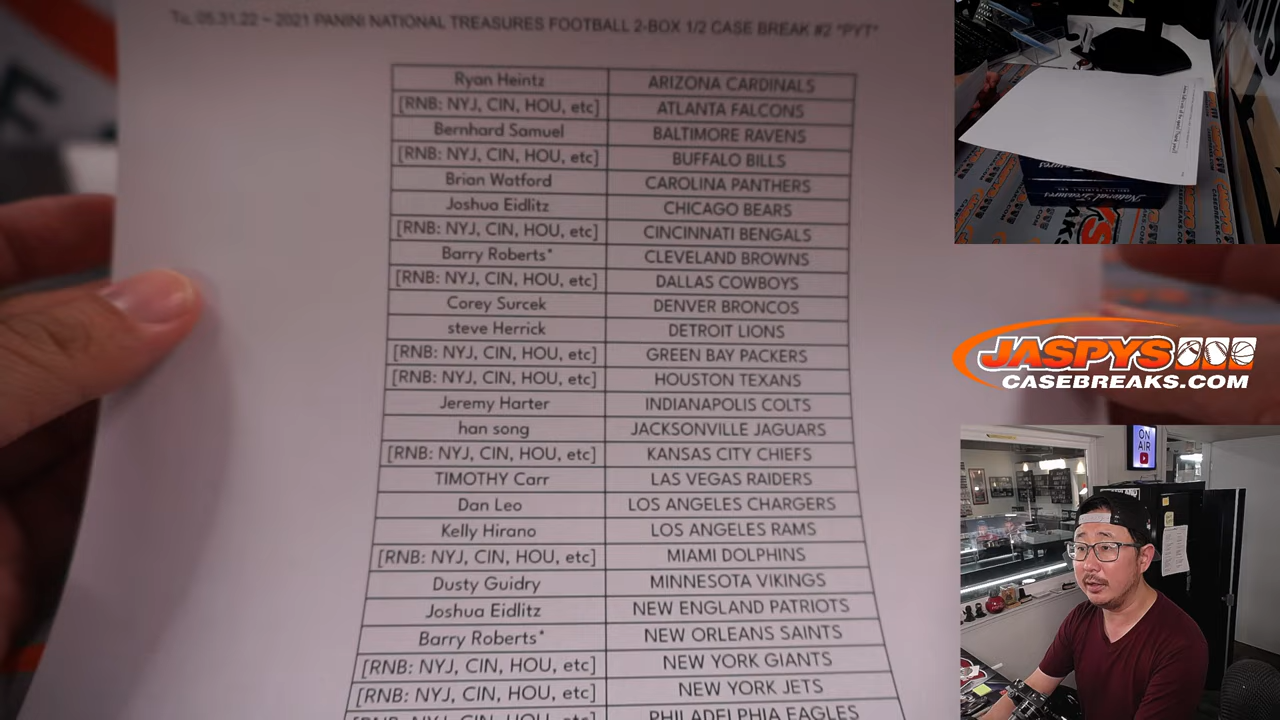 Tu, 05.31.22 – 2021 PANINI NATIONAL TREASURES FOOTBALL 2-BOX 1/2 CASE BREAK #2 *PYT*
Ryan Heintz ARIZONA CARDINALS
[RNB: NYJ, CIN, HOU, etc] ATLANTA FALCONS
Bernhard Samuel BALTIMORE RAVENS
[RNB: NYJ, CIN, HOU, etc] BUFFALO BILLS
Brian Watford CAROLINA PANTHERS
Joshua Eidlitz CHICAGO BEARS
[RNB: NYJ, CIN, HOU, etc] CINCINNATI BENGALS
Barry Roberts* CLEVELAND BROWNS
[RNB: NYJ, CIN, HOU, etc] DALLAS COWBOYS
Corey Surcek DENVER BRONCOS
steve Herrick DETROIT LIONS
[RNB: NYJ, CIN, HOU, etc] GREEN BAY PACKERS
[RNB: NYJ, CIN, HOU, etc] HOUSTON TEXANS
Jeremy Harter INDIANAPOLIS COLTS
han song JACKSONVILLE JAGUARS
[RNB: NYJ, CIN, HOU, etc] KANSAS CITY CHIEFS
TIMOTHY Carr LAS VEGAS RAIDERS
Dan Leo LOS ANGELES CHARGERS
Kelly Hirano LOS ANGELES RAMS
[RNB: NYJ, CIN, HOU, etc] MIAMI DOLPHINS
Dusty Guidry MINNESOTA VIKINGS
Joshua Eidlitz NEW ENGLAND PATRIOTS
Barry Roberts* NEW ORLEANS SAINTS
[RNB: NYJ, CIN, HOU, etc] NEW YORK GIANTS
[RNB: NYJ, CIN, HOU, etc] NEW YORK JETS
[RNB: NYJ, CIN, HOU, etc] PHILADELPHIA EAGLES
National Treasures
JASPYS
CASEBREAKS.COM
ON
AIR